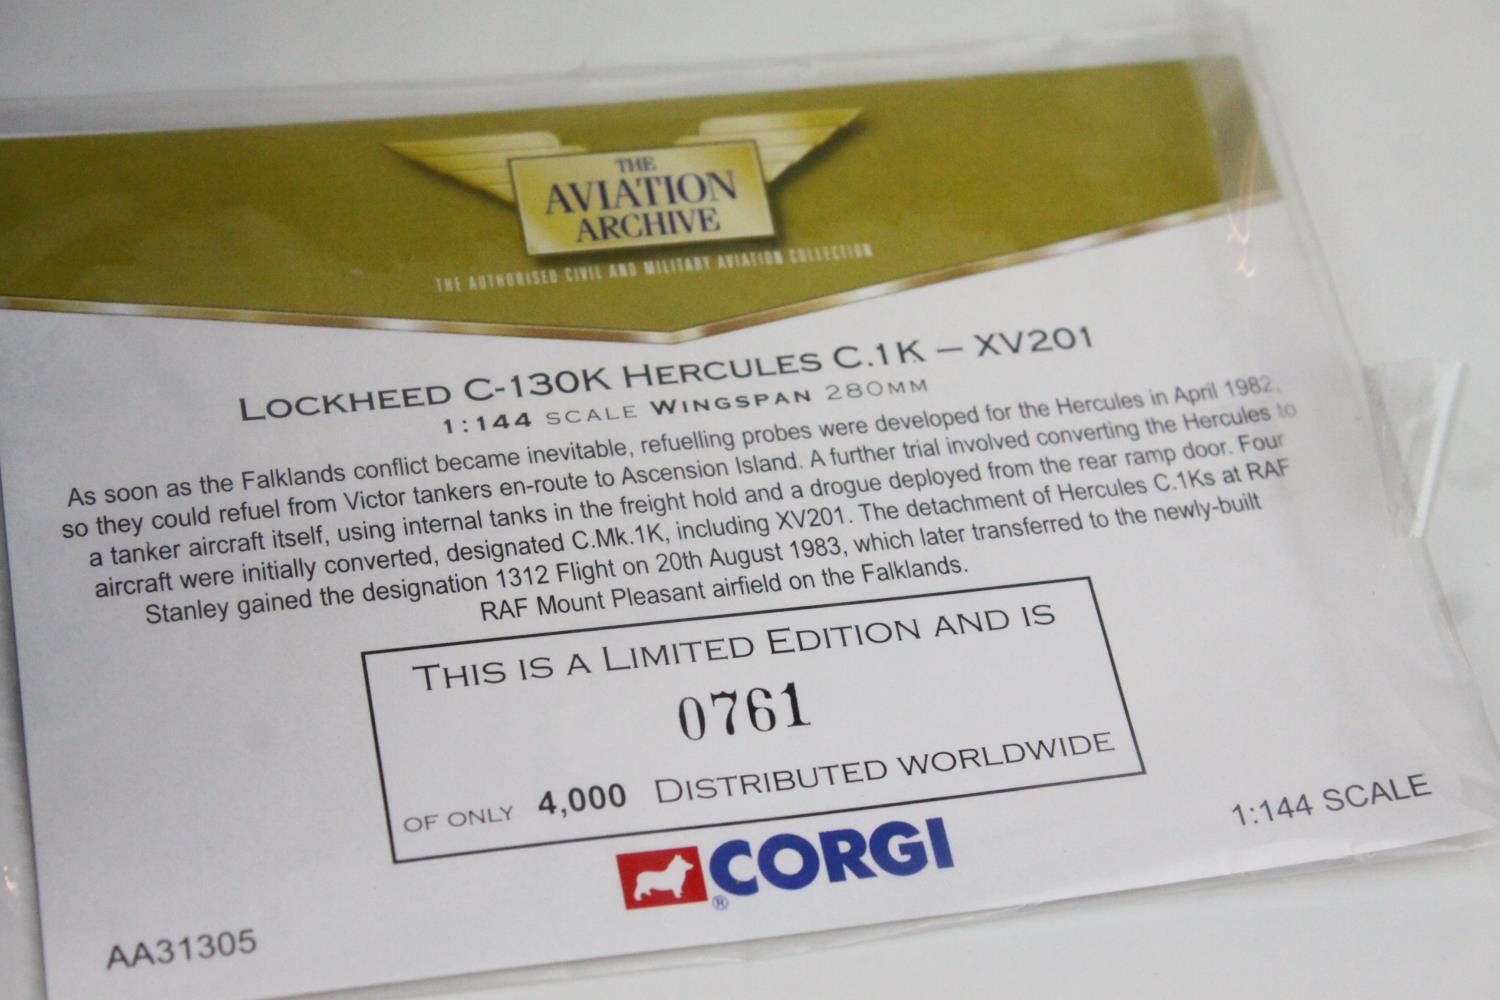 THE
AVIATION
ARCHIVE
THE AUTHORISED CIVIL AND MILITARY AVIATION COLLECTION
LOCKHEED C-130K HERCULES C.1K – XV201
1:144 SCALE WINGSPAN 280MM
As soon as the Falklands conflict became inevitable, refuelling probes were developed for the Hercules in April 1982,
so they could refuel from Victor tankers en-route to Ascension Island. A further trial involved converting the Hercules to
a tanker aircraft itself, using internal tanks in the freight hold and a drogue deployed from the rear ramp door. Four
aircraft were initially converted, designated C.Mk.1K, including XV201. The detachment of Hercules C.1Ks at RAF
Stanley gained the designation 1312 Flight on 20th August 1983, which later transferred to the newly-built
RAF Mount Pleasant airfield on the Falklands.
THIS IS A LIMITED EDITION AND IS
0761
OF ONLY 4,000 DISTRIBUTED WORLDWIDE
CORGI
®
1:144 SCALE
AA31305